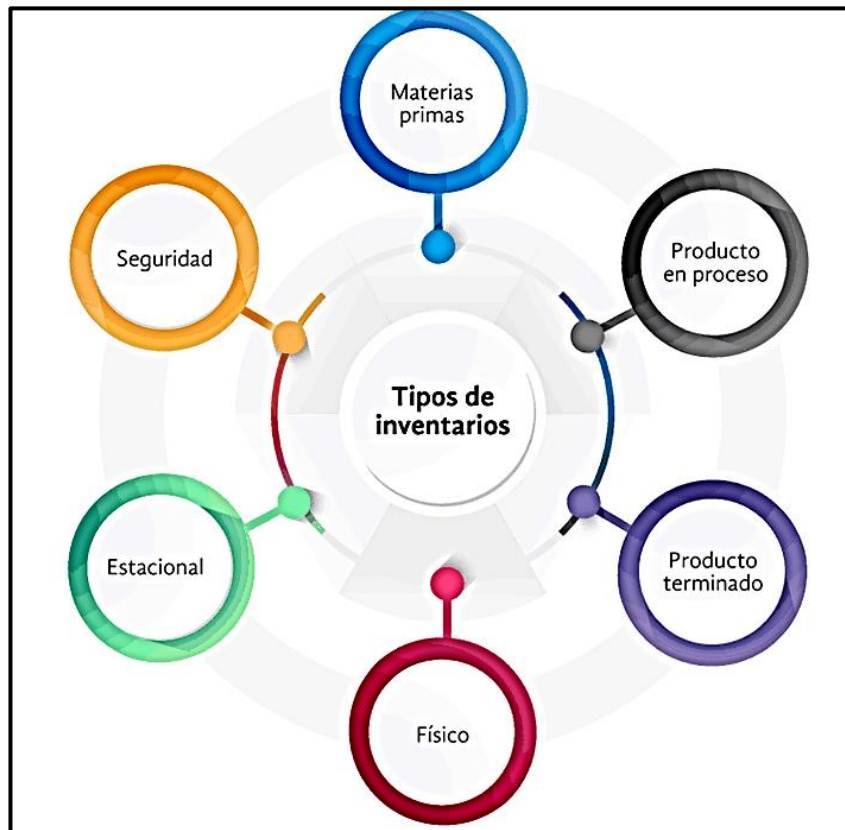 Materias
primas
Seguridad
Producto
en proceso
Tipos de
inventarios
Estacional
Producto
terminado
Físico